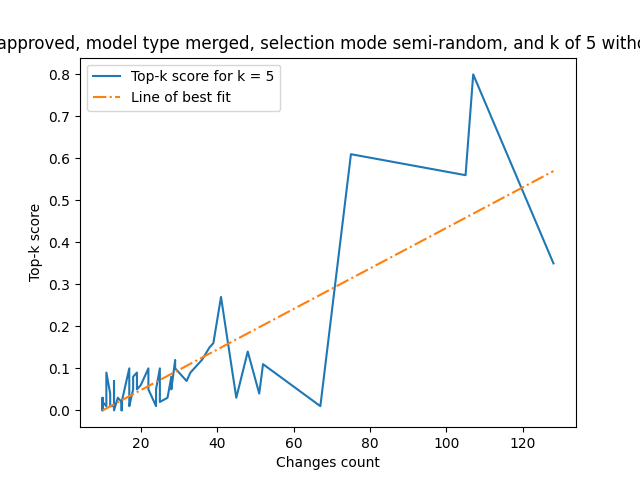 approved, model type merged, selection mode semi-random, and k of 5
Top-k score for k = 5
Line of best fit
0.8
0.7
0.6
0.5
0.4
0.3
0.2
0.1
0.0
Top-k score
20 40 60 80 100 120
Changes count